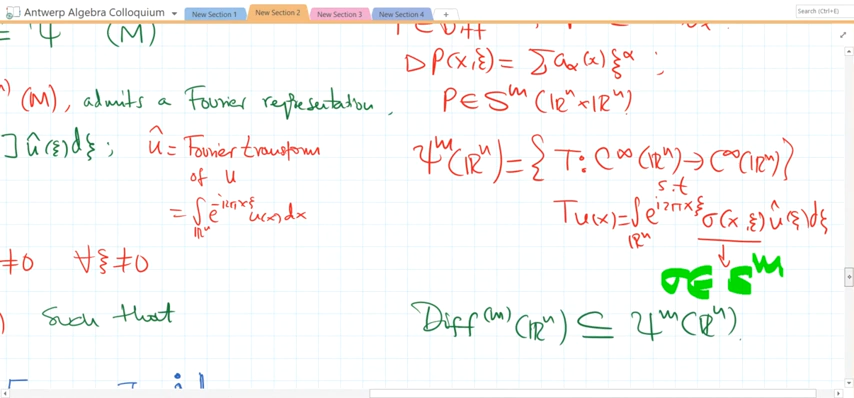 Antwerp Algebra Colloquium
New Section 1
New Section 2
New Section 3
New Section 4
+
Search (Ctrl+E)
= Ψ (M)
(M), admits a Fourier representation,
] û(ξ)dξ; û = Fourier transform
of u
= ∫_{ℝⁿ} e^{-i2πxξ} u(x)dx
≠0 ∀ξ≠0
such that
▷ P(x,ξ) = Σ a_α(x) ξ^α ;
P ∈ S^m (ℝⁿ×ℝⁿ)
Ψ^m(ℝⁿ) = { T: C^∞(ℝⁿ) → C^∞(ℝⁿ) }
s.t
Tu(x) = ∫_{ℝⁿ} e^{i2πxξ} σ(x,ξ) û(ξ)dξ
↓
σ∈ S^m
Diff^{(m)}(ℝⁿ) ⊆ Ψ^m(ℝⁿ).